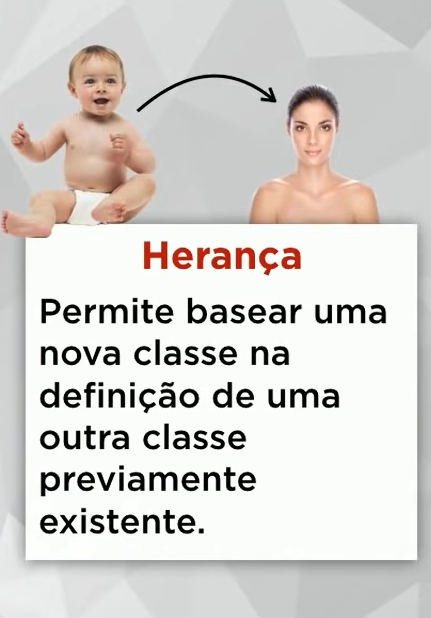 Herança
Permite basear uma
nova classe na
definição de uma
outra classe
previamente
existente.